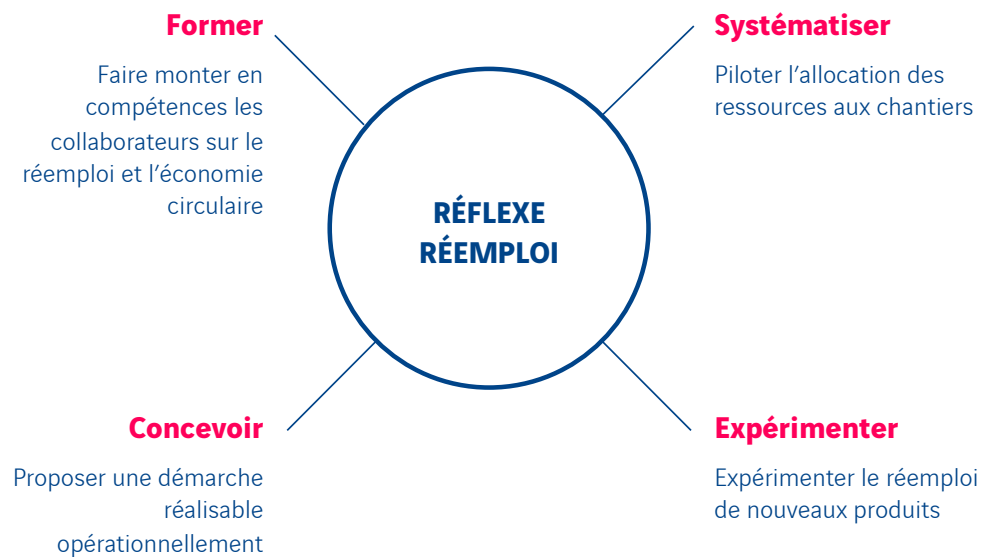 Former
Faire monter en
compétences les
collaborateurs sur le
réemploi et l’économie
circulaire
Systématiser
Piloter l’allocation des
ressources aux chantiers
RÉFLEXE
RÉEMPLOI
Concevoir
Proposer une démarche
réalisable
opérationnellement
Expérimenter
Expérimenter le réemploi
de nouveaux produits